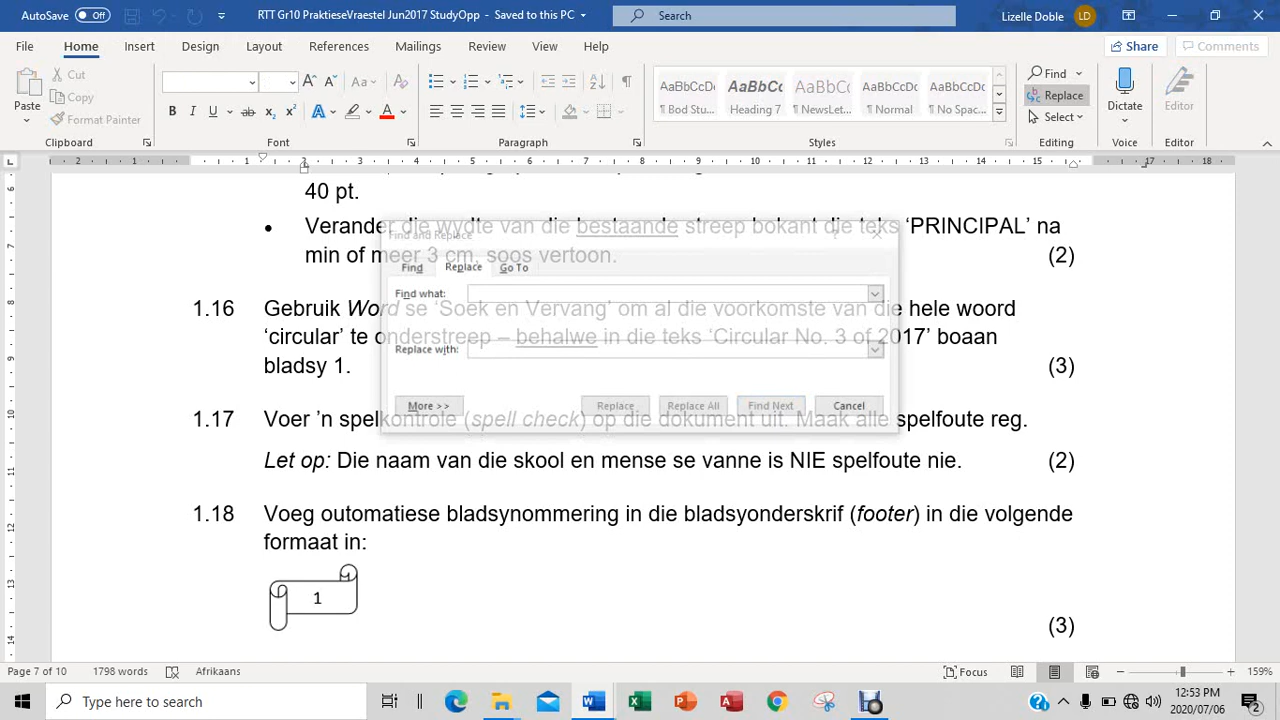 AutoSave Off RTT Gr10 PraktieseVraestel Jun2017 StudyOpp - Saved to this PC Search Lizelle Doble LD
File Home Insert Design Layout References Mailings Review View Help Share Comments
Paste Cut Copy Format Painter
Find Replace Select Dictate Editor
¶ Bod Stu... Heading 7 ¶ NewsLet... ¶ Normal ¶ No Spac...
Clipboard Font Paragraph Styles Editing Voice Editor
40 pt.
• Verander die wydte van die bestaande streep bokant die teks ‘PRINCIPAL’ na
min of meer 3 cm, soos vertoon. (2)
1.16 Gebruik Word se ‘Soek en Vervang’ om al die voorkomste van die hele woord
‘circular’ te onderstreep – behalwe in die teks ‘Circular No. 3 of 2017’ boaan
bladsy 1. (3)
1.17 Voer ’n spelkontrole (spell check) op die dokument uit. Maak alle spelfoute reg.
Let op: Die naam van die skool en mense se vanne is NIE spelfoute nie. (2)
1.18 Voeg outomatiese bladsynommering in die bladsyonderskrif (footer) in die volgende
formaat in:
1
(3)
Find and Replace
Find Replace Go To
Find what:
Replace with:
More >> Replace Replace All Find Next Cancel
Page 7 of 10 1798 words Afrikaans Focus 159%
Type here to search 12:53 PM
2020/07/06 2